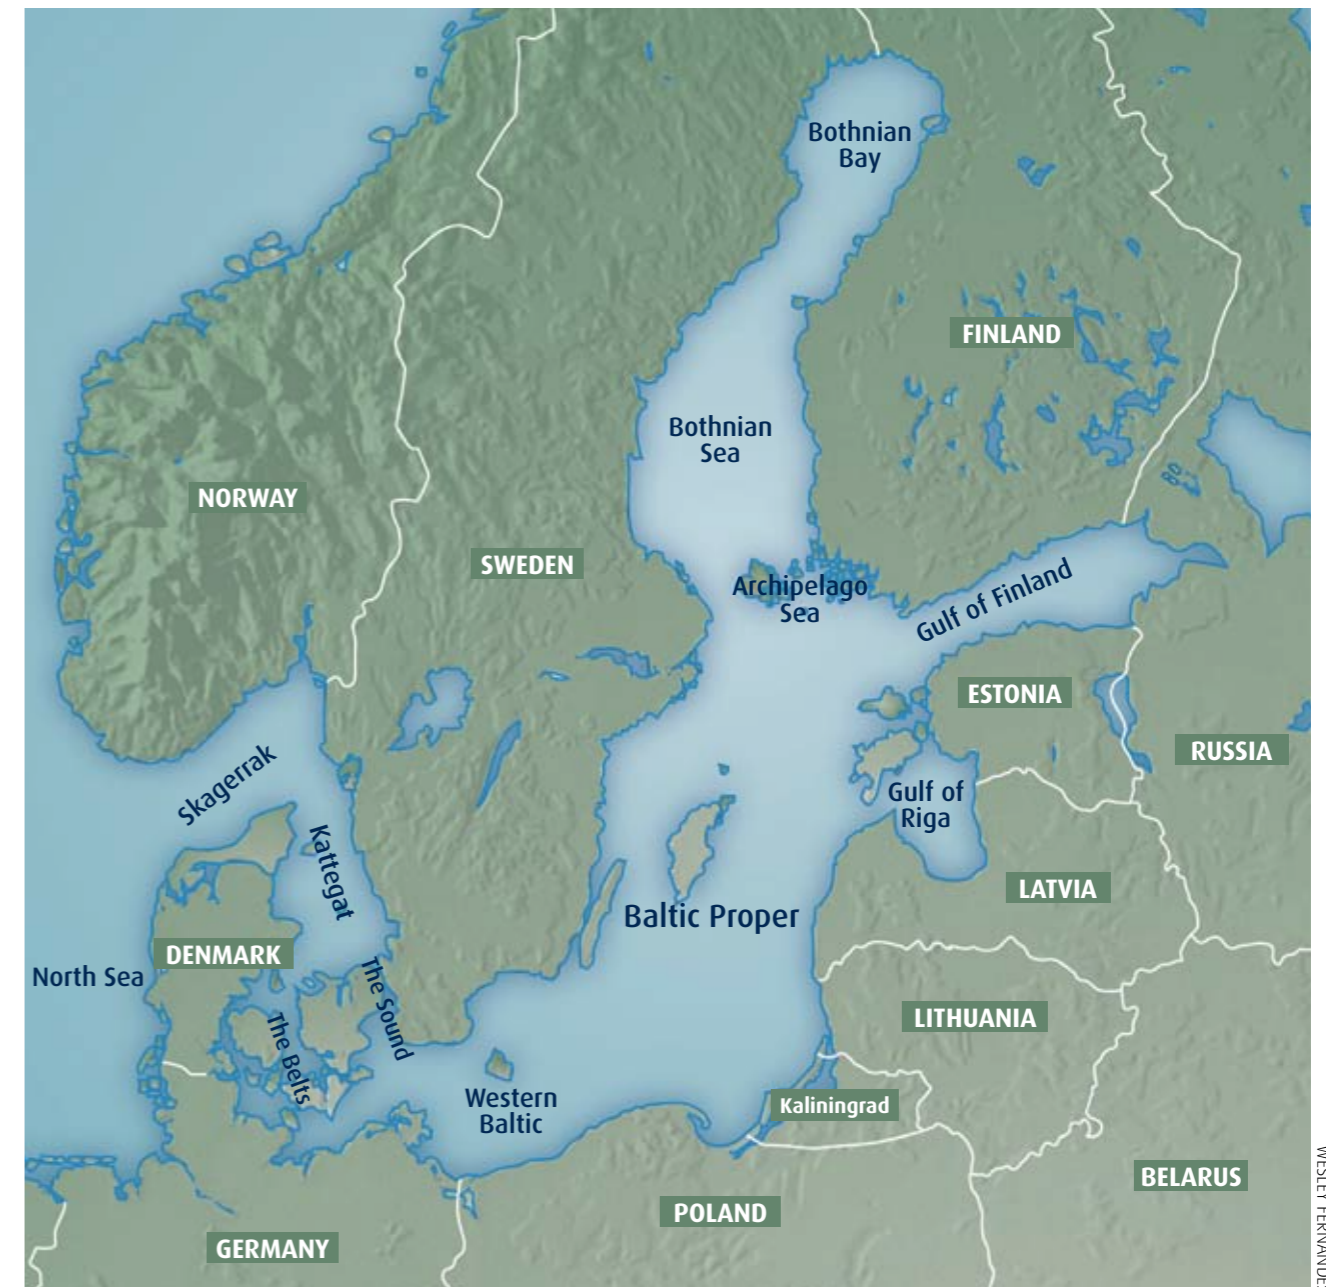 Bothnian
Bay
FINLAND
Bothnian
Sea
NORWAY
SWEDEN
Archipelago
Sea
Gulf of Finland
ESTONIA
RUSSIA
Skagerrak
Gulf of
Riga
Kattegat
LATVIA
Baltic Proper
DENMARK
North Sea
The Sound
LITHUANIA
The Belts
Western
Baltic
Kaliningrad
BELARUS
POLAND
GERMANY
WESLEY